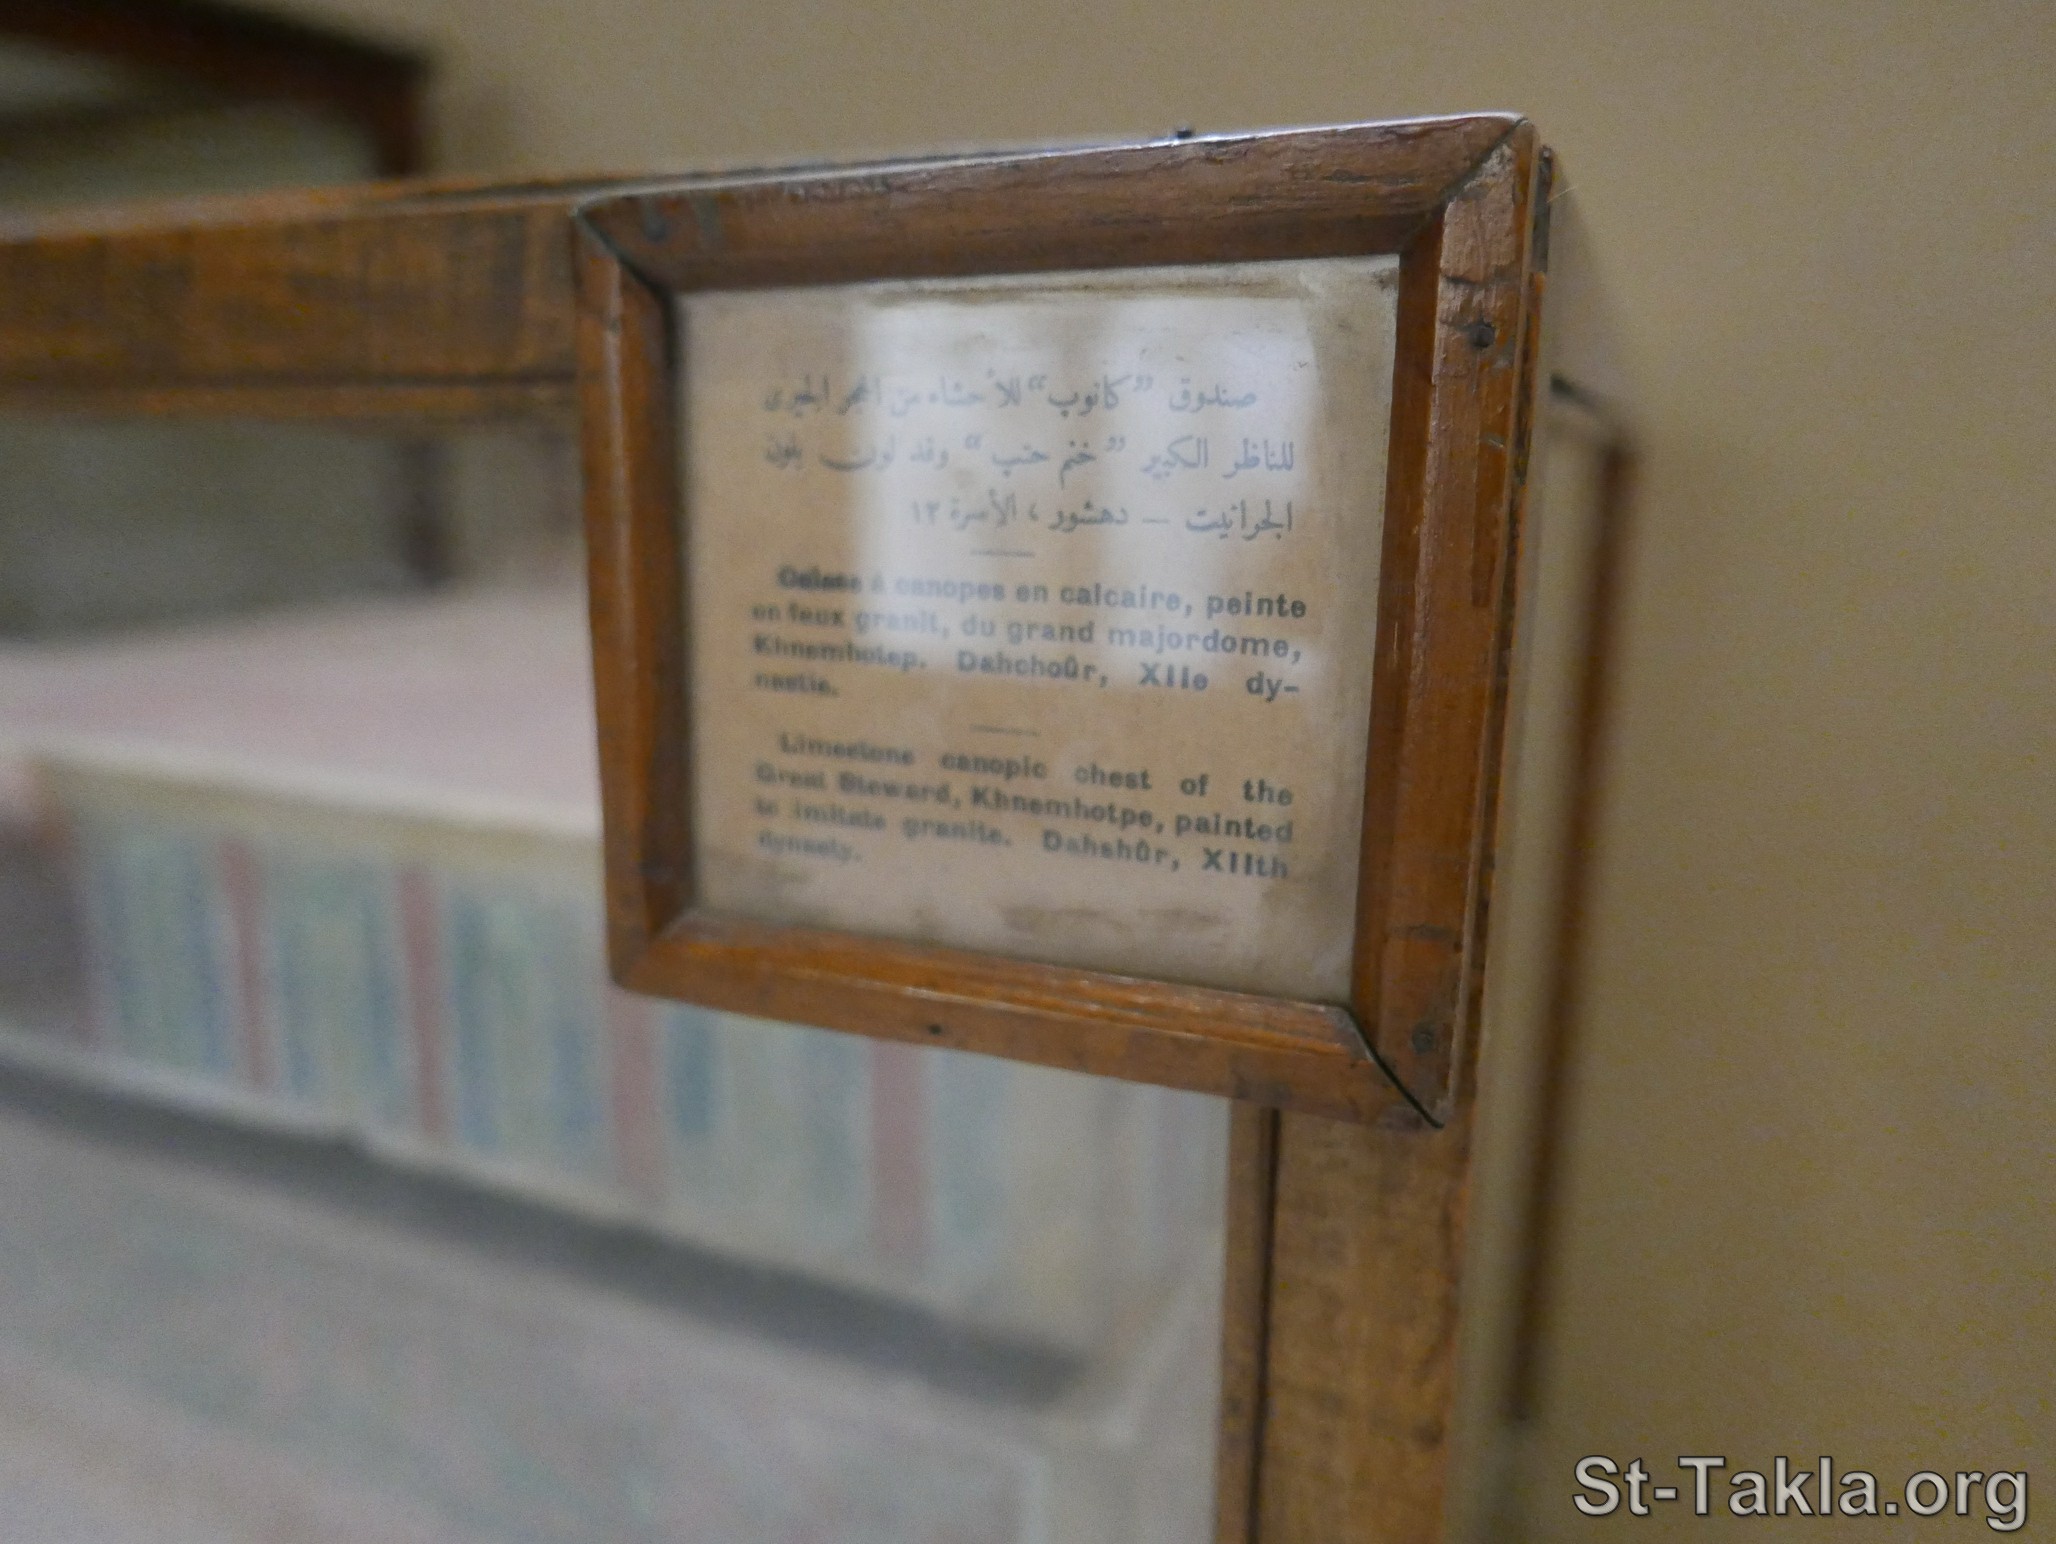 صندوق ”كانوب“ للأحشاء من الحجر الجيرى
للناظر الكبير ”خنم حتب“ وقد لون بلون
الجرانيت — دهشور ، الأسرة ١٢
Caisse à canopes en calcaire, peinte
en faux granit, du grand majordome,
Khnemhotep. Dahchoûr, XIIe dy-
nastie.
Limestone canopic chest of the
Great Steward, Khnemhotpe, painted
to imitate granite. Dahshûr, XIIth
dynasty.
St-Takla.org